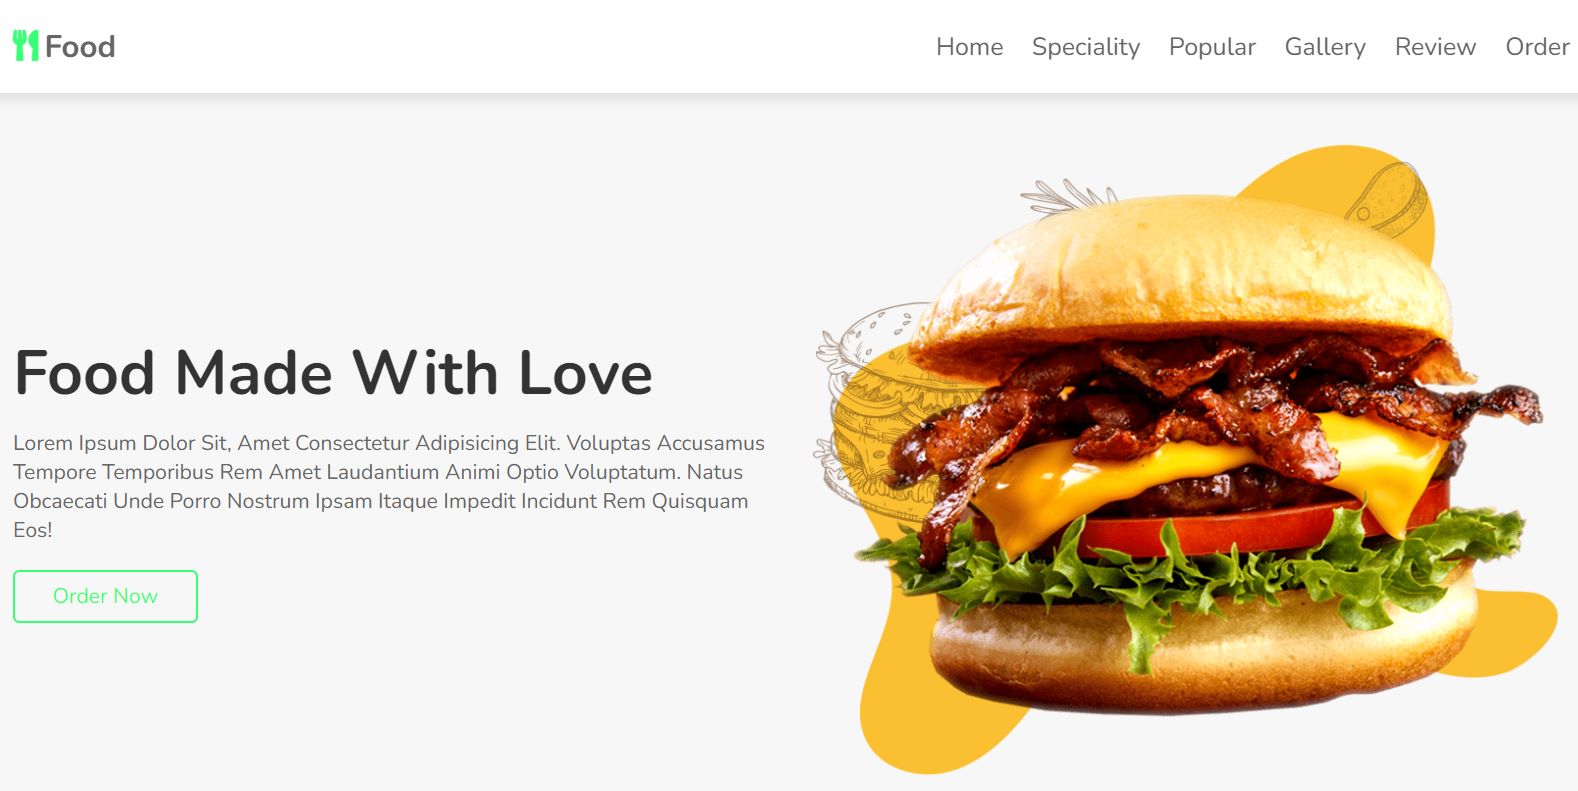 Food
Home Speciality Popular Gallery Review Order
Food Made With Love
Lorem Ipsum Dolor Sit, Amet Consectetur Adipisicing Elit. Voluptas Accusamus
Tempore Temporibus Rem Amet Laudantium Animi Optio Voluptatum. Natus
Obcaecati Unde Porro Nostrum Ipsam Itaque Impedit Incidunt Rem Quisquam
Eos!
Order Now